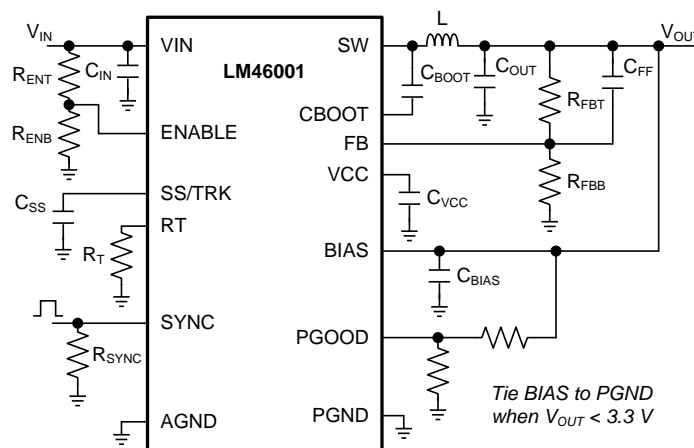 V_IN
VIN
SW
L
V_OUT
R_ENT
C_IN
LM46001
C_BOOT
C_OUT
R_FBT
C_FF
CBOOT
R_ENB
ENABLE
FB
VCC
R_FBB
C_SS
SS/TRK
C_VCC
RT
R_T
BIAS
C_BIAS
SYNC
PGOOD
R_SYNC
Tie BIAS to PGND
when V_OUT < 3.3 V
AGND
PGND